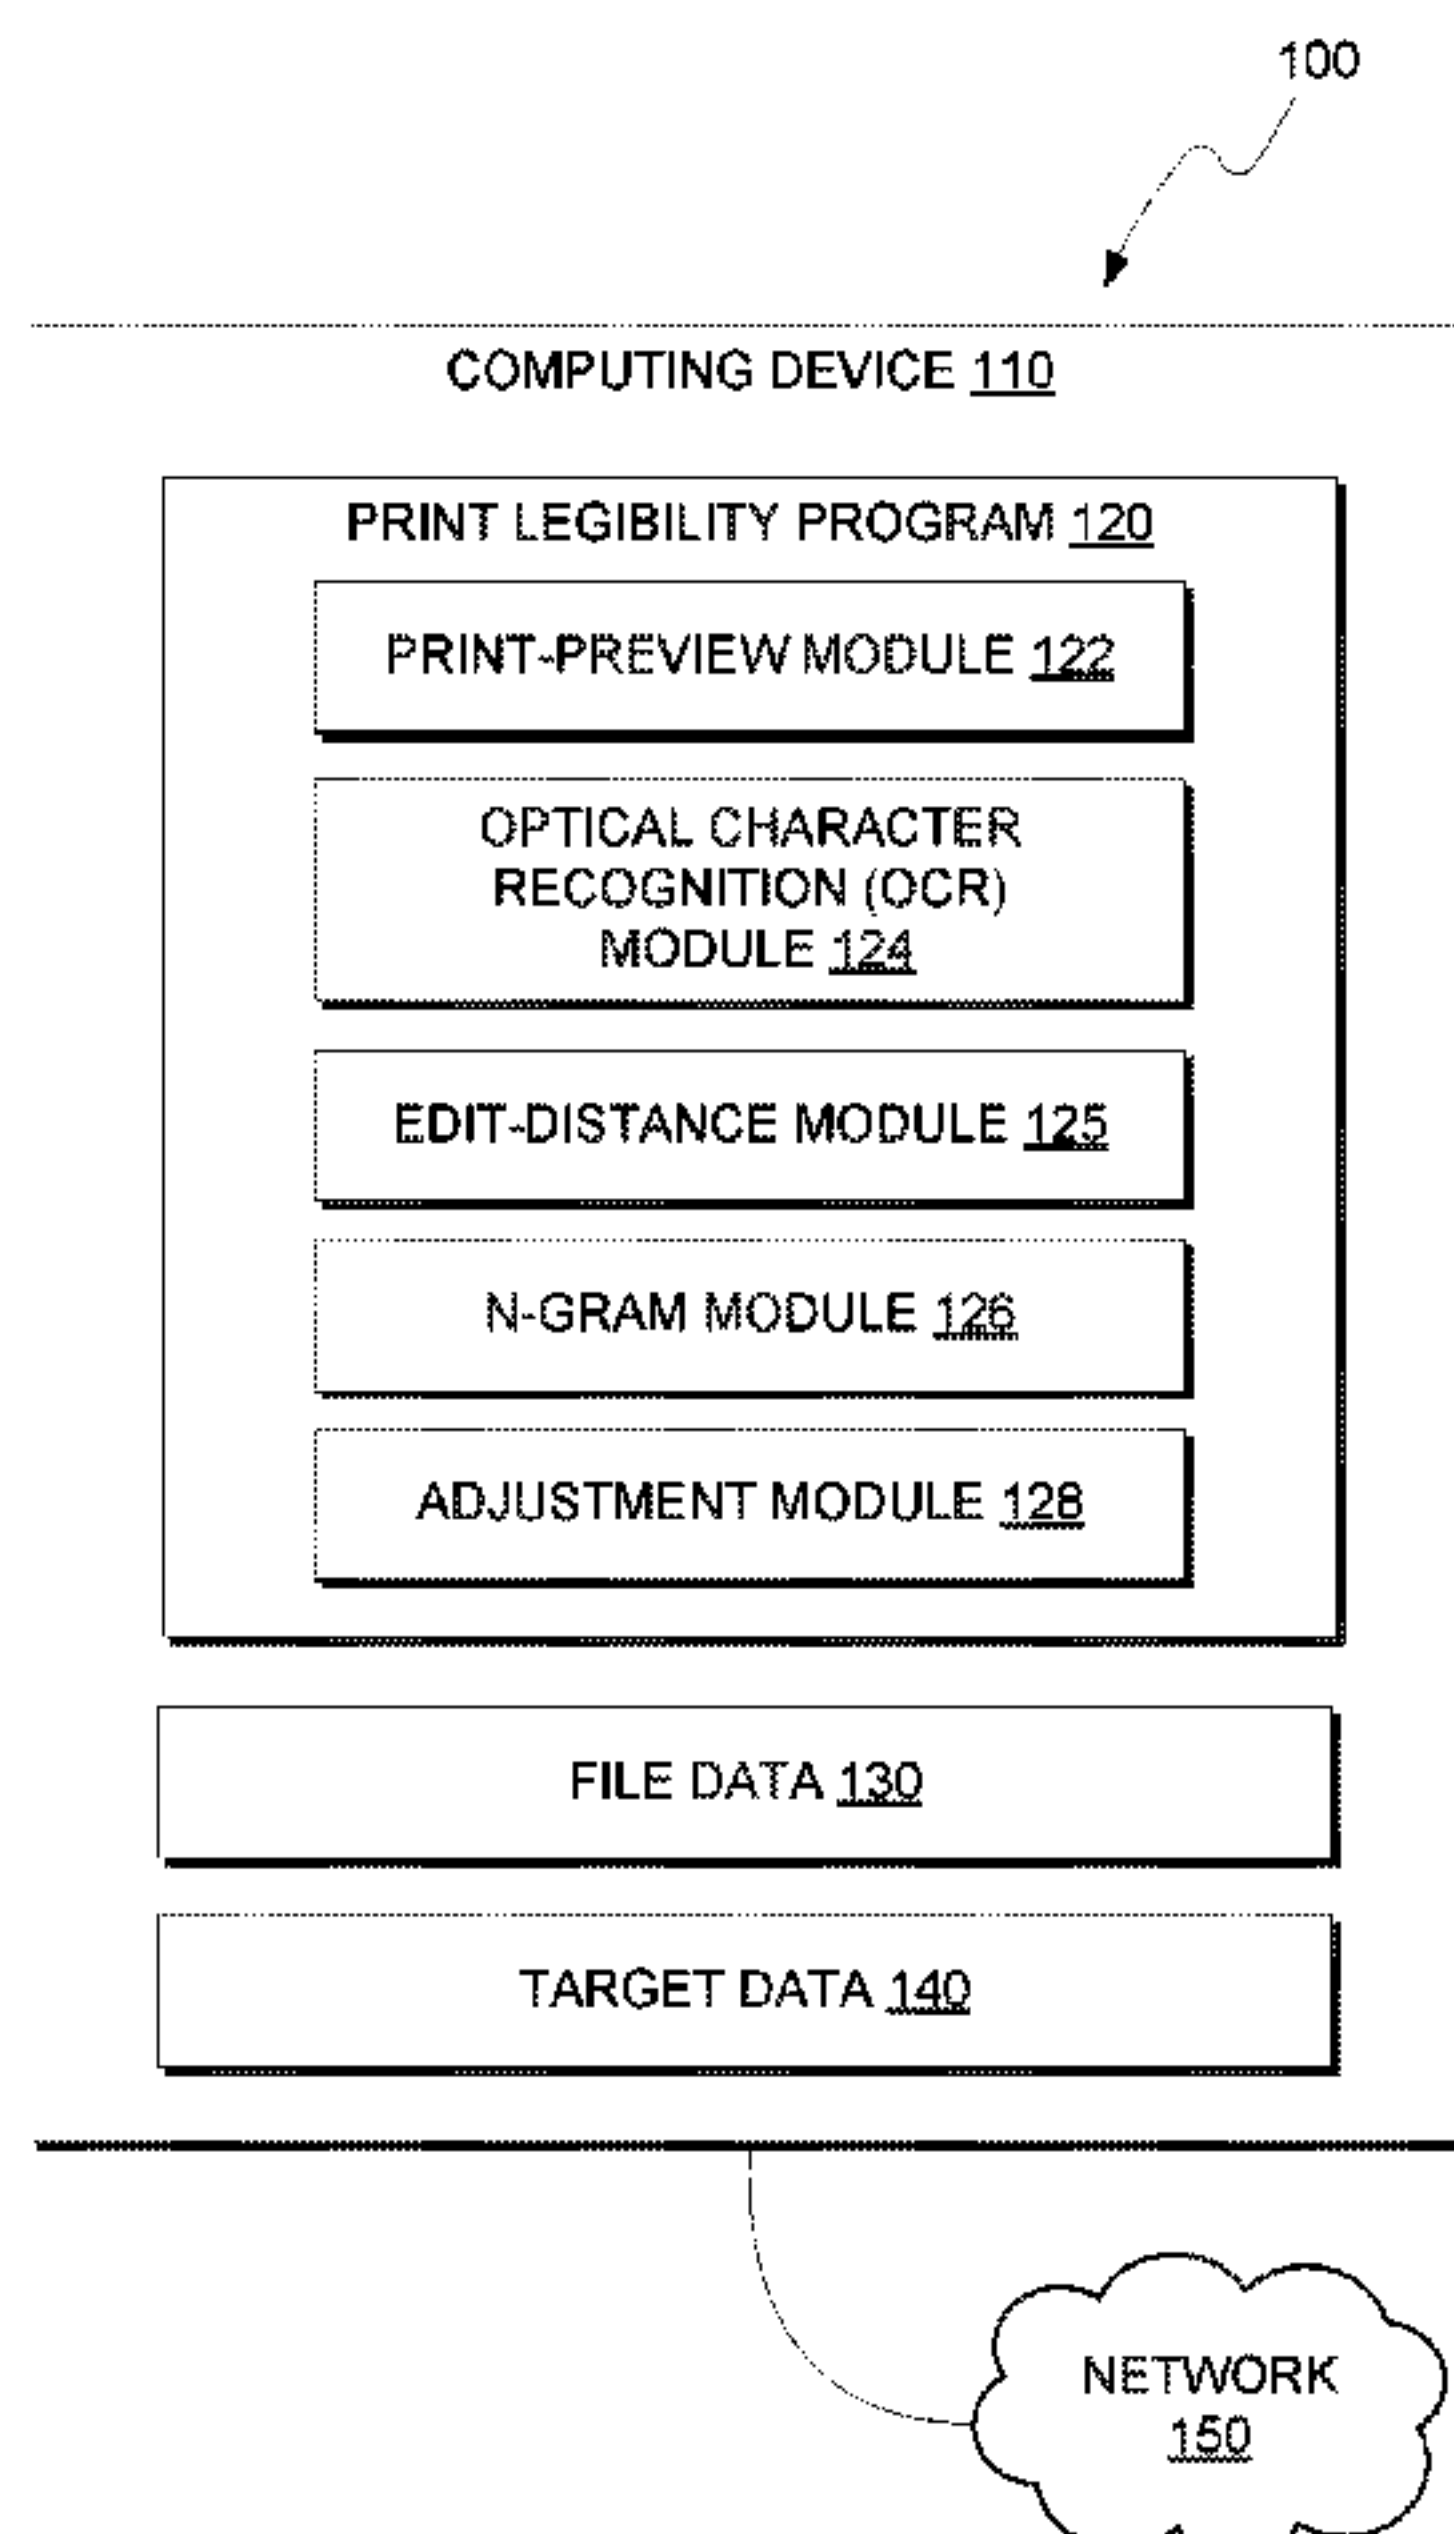 100
COMPUTING DEVICE 110
PRINT LEGIBILITY PROGRAM 120
PRINT-PREVIEW MODULE 122
OPTICAL CHARACTER
RECOGNITION (OCR)
MODULE 124
EDIT-DISTANCE MODULE 125
N-GRAM MODULE 126
ADJUSTMENT MODULE 128
FILE DATA 130
TARGET DATA 140
NETWORK
150